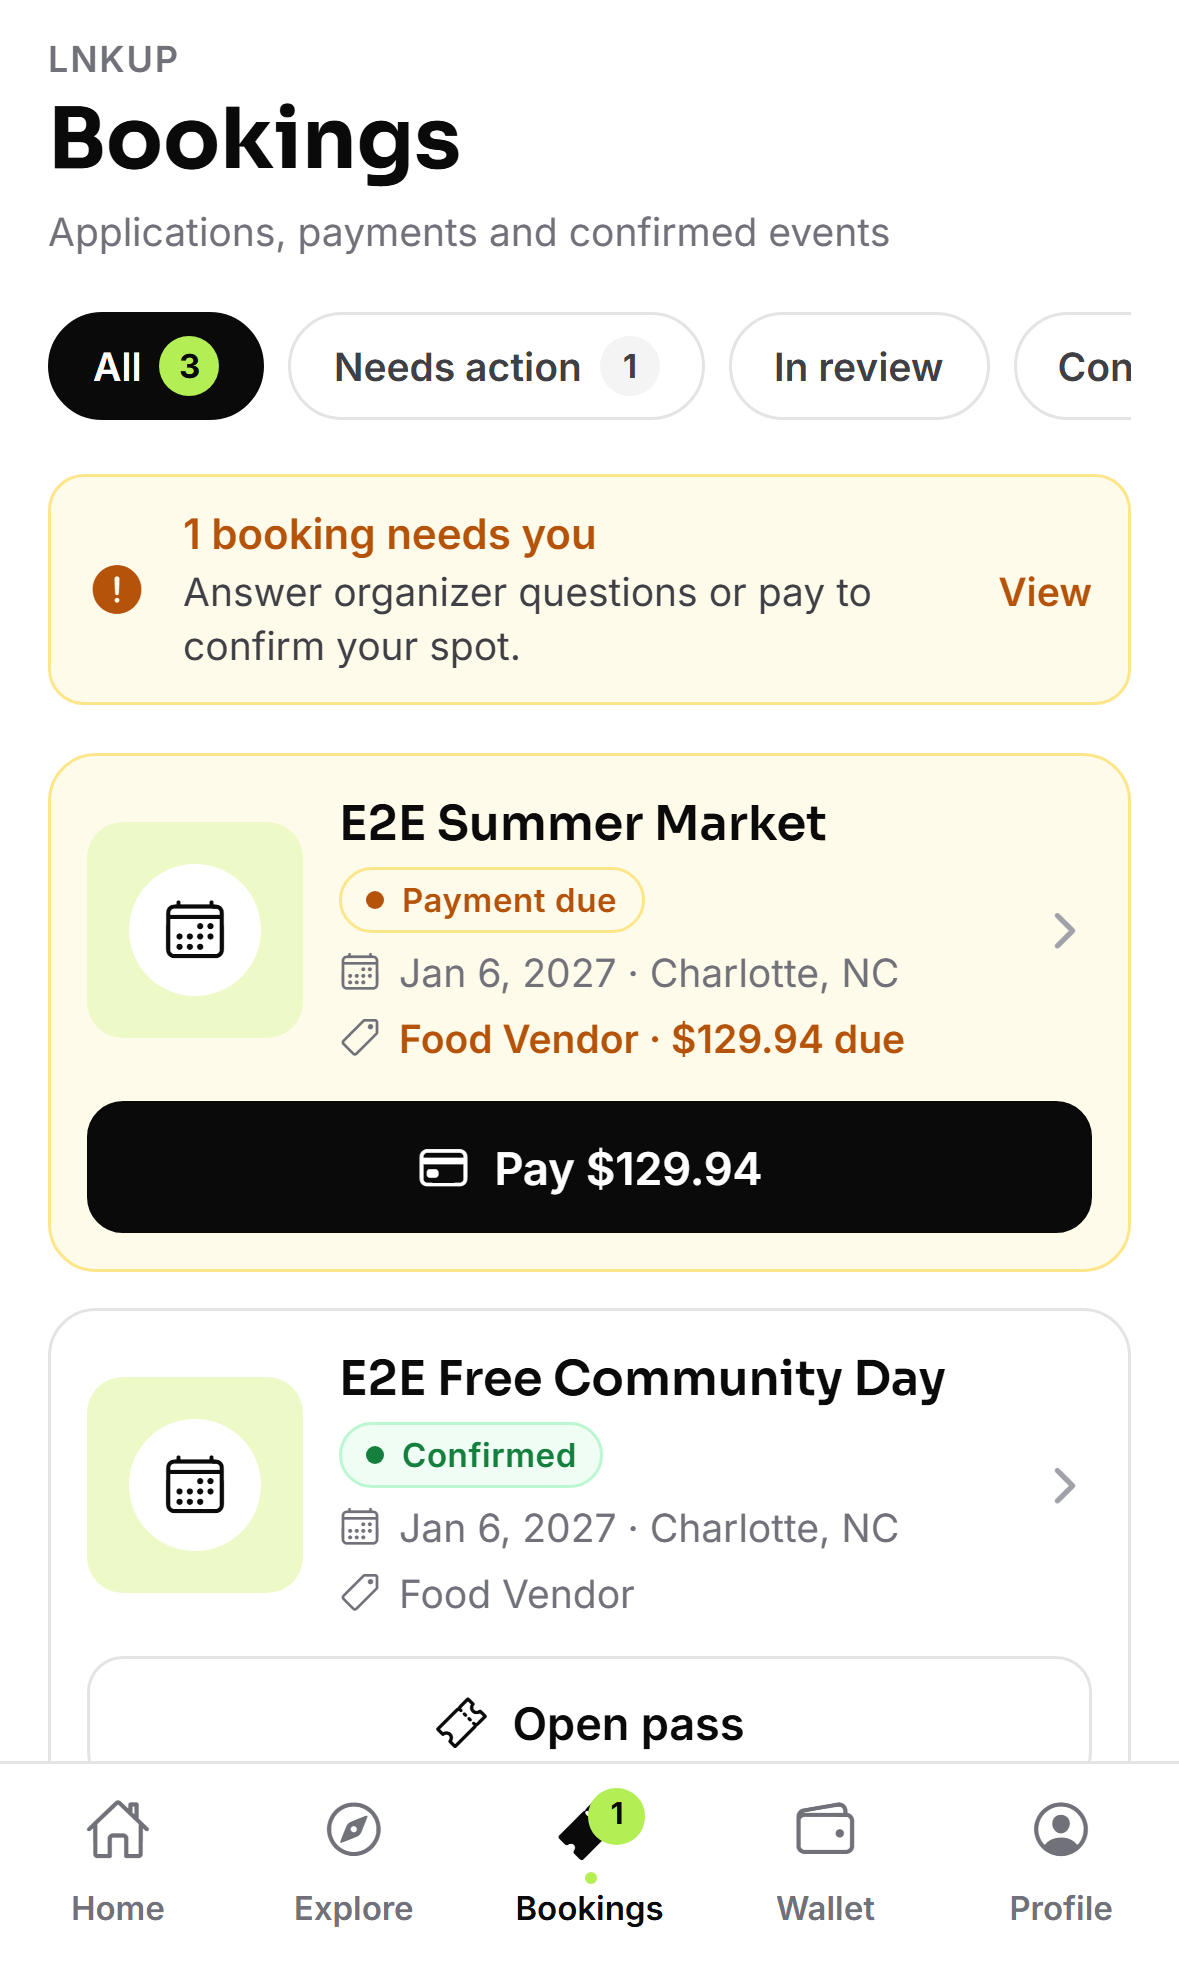 LNKUP
Bookings
Applications, payments and confirmed events
All 3
Needs action 1
In review
Con
1 booking needs you
Answer organizer questions or pay to
confirm your spot.
View
E2E Summer Market
Payment due
Jan 6, 2027 · Charlotte, NC
Food Vendor · $129.94 due
Pay $129.94
E2E Free Community Day
Confirmed
Jan 6, 2027 · Charlotte, NC
Food Vendor
Open pass
1
Home
Explore
Bookings
Wallet
Profile